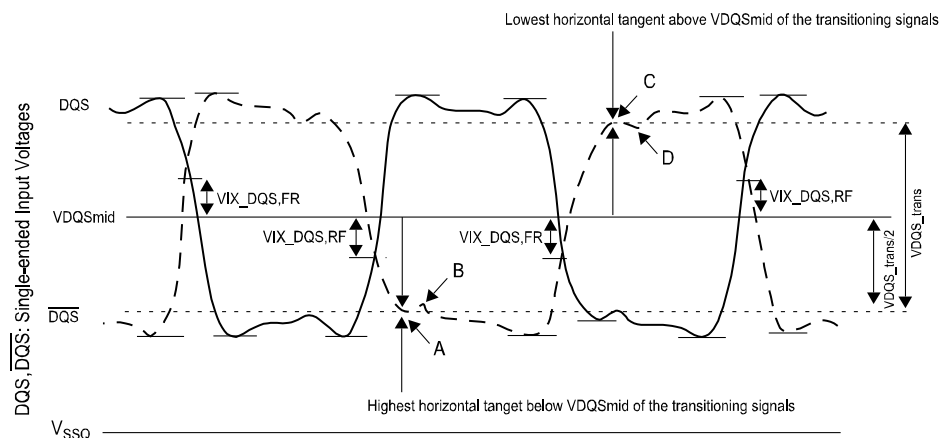 Lowest horizontal tangent above VDQSmid of the transitioning signals
DQS
C
D
VIX_DQS,FR
VIX_DQS,RF
VDQSmid
VIX_DQS,RF
VIX_DQS,FR
VDQS_trans/2
VDQS_trans
B
DQS
A
DQS,DQS: Single-ended Input Voltages
Highest horizontal tanget below VDQSmid of the transitioning signals
VSSQ